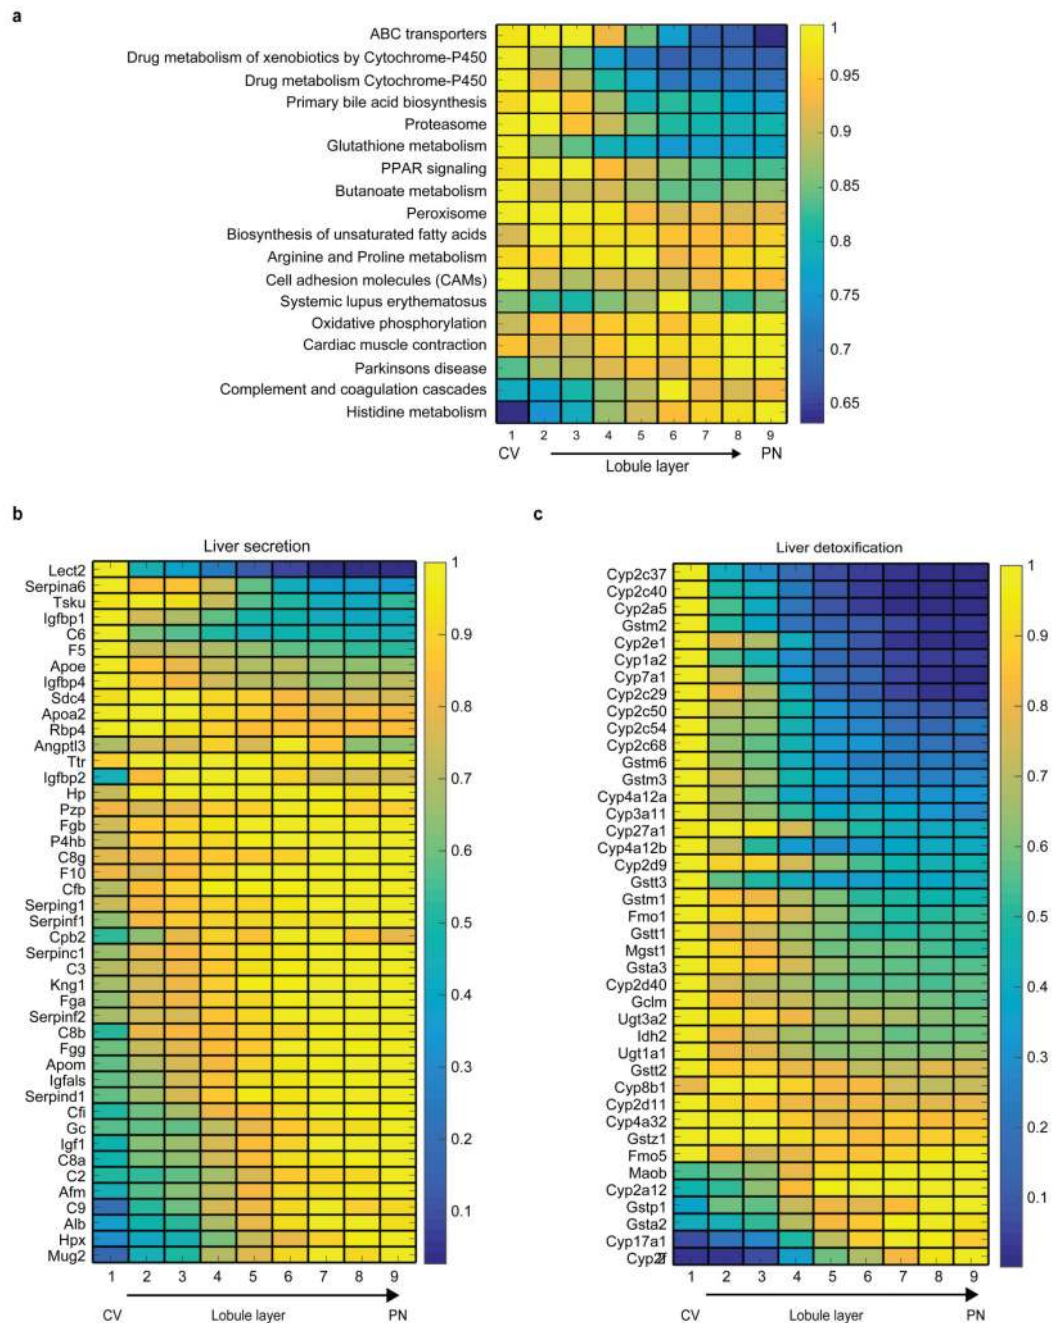 a
ABC transporters
Drug metabolism of xenobiotics by Cytochrome-P450
Drug metabolism Cytochrome-P450
Primary bile acid biosynthesis
Proteasome
Glutathione metabolism
PPAR signaling
Butanoate metabolism
Peroxisome
Biosynthesis of unsaturated fatty acids
Arginine and Proline metabolism
Cell adhesion molecules (CAMs)
Systemic lupus erythematosus
Oxidative phosphorylation
Cardiac muscle contraction
Parkinsons disease
Complement and coagulation cascades
Histidine metabolism
1 2 3 4 5 6 7 8 9
CV PN
Lobule layer
1
0.95
0.9
0.85
0.8
0.75
0.7
0.65
b
Liver secretion
Lect2
Serpina6
Tsku
Igfbp1
C6
F5
Apoe
Igfbp4
Sdc4
Apoa2
Rbp4
Angptl3
Ttr
Igfbp2
Hp
Pzp
Fgb
P4hb
C8g
F10
Cfb
Serping1
Serpinf1
Cpb2
Serpinc1
C3
Kng1
Fga
Serpinf2
C8b
Fgg
Apom
Igfals
Serpind1
Cfi
Gc
Igf1
C8a
C2
Afm
C9
Alb
Hpx
Mug2
1 2 3 4 5 6 7 8 9
CV Lobule layer PN
1
0.9
0.8
0.7
0.6
0.5
0.4
0.3
0.2
0.1
c
Liver detoxification
Cyp2c37
Cyp2c40
Cyp2a5
Gstm2
Cyp2e1
Cyp1a2
Cyp7a1
Cyp2c29
Cyp2c50
Cyp2c54
Cyp2c68
Gstm6
Gstm3
Cyp4a12a
Cyp3a11
Cyp27a1
Cyp4a12b
Cyp2d9
Gstt3
Gstm1
Fmo1
Gstt1
Mgst1
Gsta3
Cyp2d40
Gclm
Ugt3a2
Idh2
Ugt1a1
Gstt2
Cyp8b1
Cyp2d11
Cyp4a32
Gstz1
Fmo5
Maob
Cyp2a12
Gstp1
Gsta2
Cyp17a1
1 2 3 4 5 6 7 8 9
CV Lobule layer PN
1
0.9
0.8
0.7
0.6
0.5
0.4
0.3
0.2
0.1